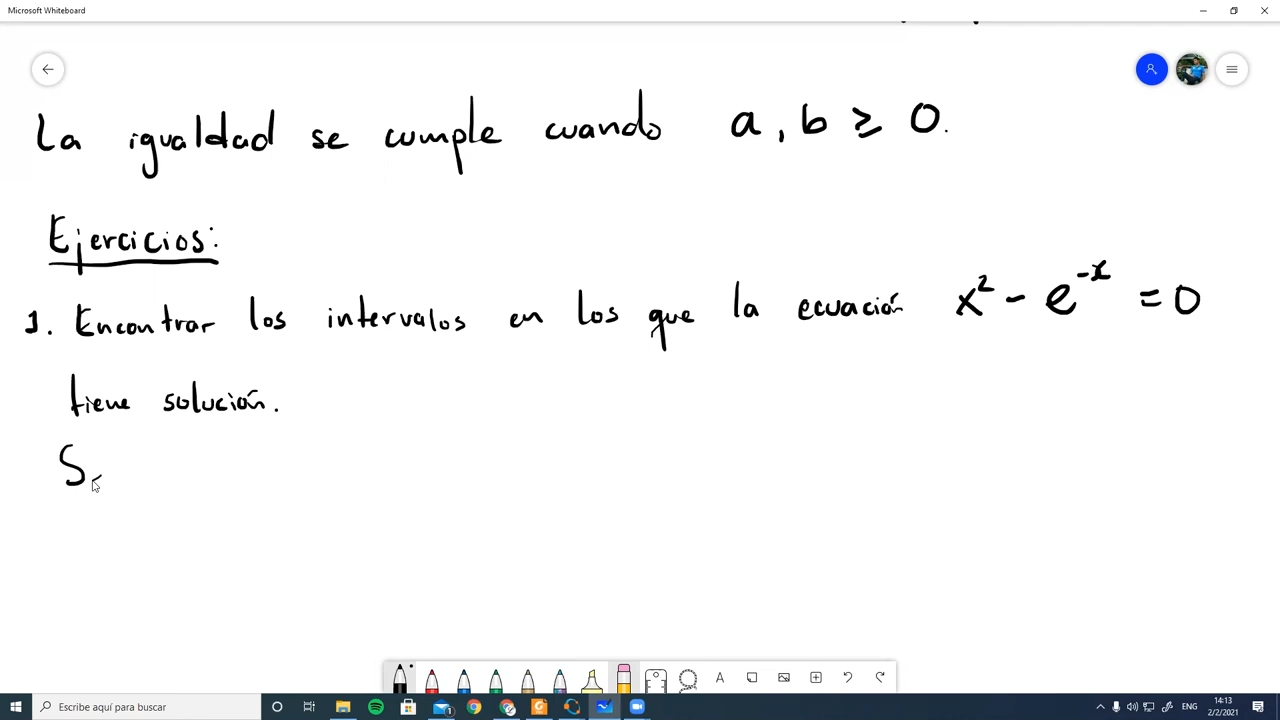 Microsoft Whiteboard
La igualdad se cumple cuando a, b ≥ 0.
Ejercicios:
1. Encontrar los intervalos en los que la ecuación x² - e⁻ˣ = 0
tiene solución.
S
A
Escribe aquí para buscar
1
ENG
14:13
2/2/2021